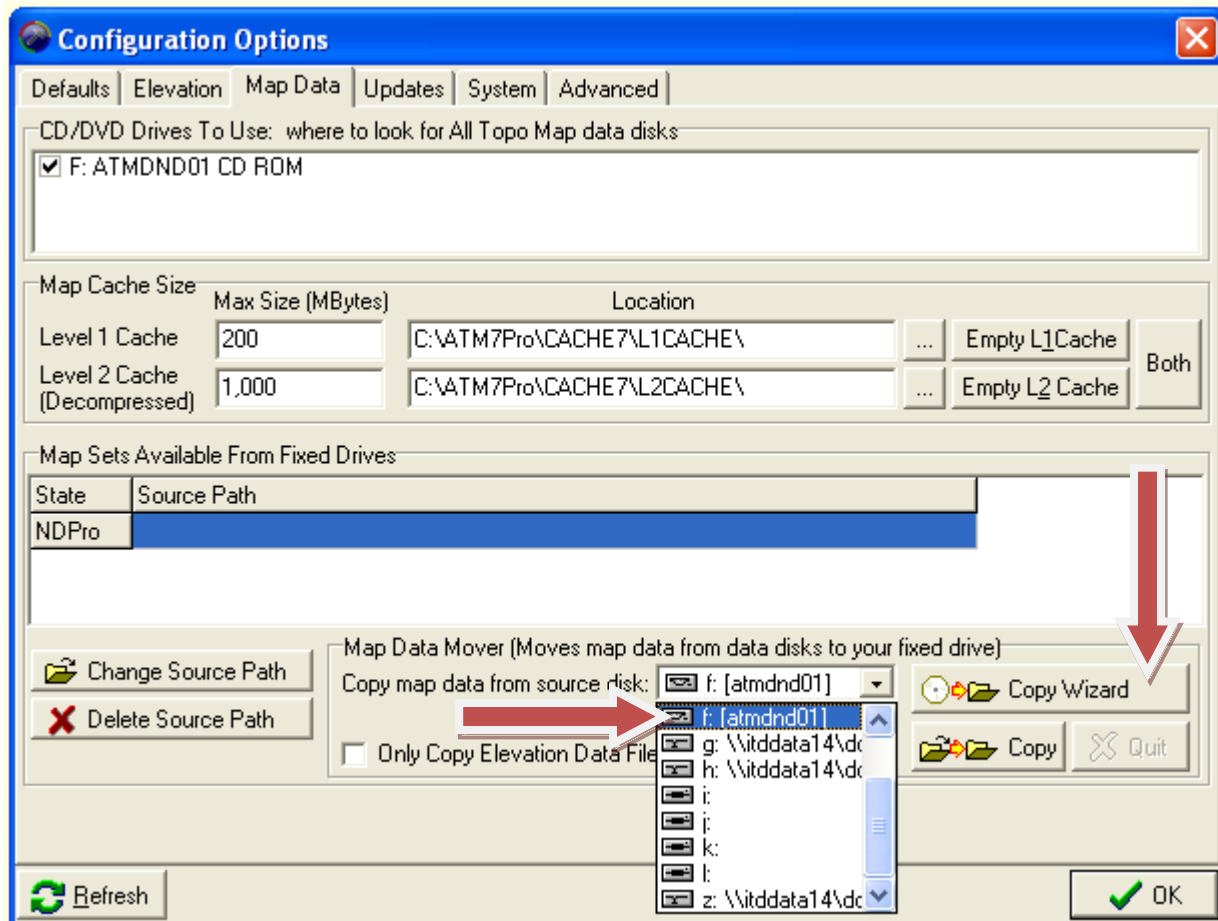 Configuration Options
Defaults Elevation Map Data Updates System Advanced
CD/DVD Drives To Use: where to look for All Topo Map data disks
F: ATMDND01 CD ROM
Map Cache Size
Max Size (MBytes) Location
Level 1 Cache 200 C:\ATM7Pro\CACHE7\L1CACHE\ ... Empty L1Cache
Both
Level 2 Cache (Decompressed) 1,000 C:\ATM7Pro\CACHE7\L2CACHE\ ... Empty L2 Cache
Map Sets Available From Fixed Drives
State Source Path
NDPro
Change Source Path
Delete Source Path
Map Data Mover (Moves map data from data disks to your fixed drive)
Copy map data from source disk: f: [atmdnd01]
Copy Wizard
f: [atmdnd01]
g: \\itddata14\dc
Only Copy Elevation Data File
h: \\itddata14\dc
Copy Quit
i:
j:
k:
l:
z: \\itddata14\dc
Refresh
OK